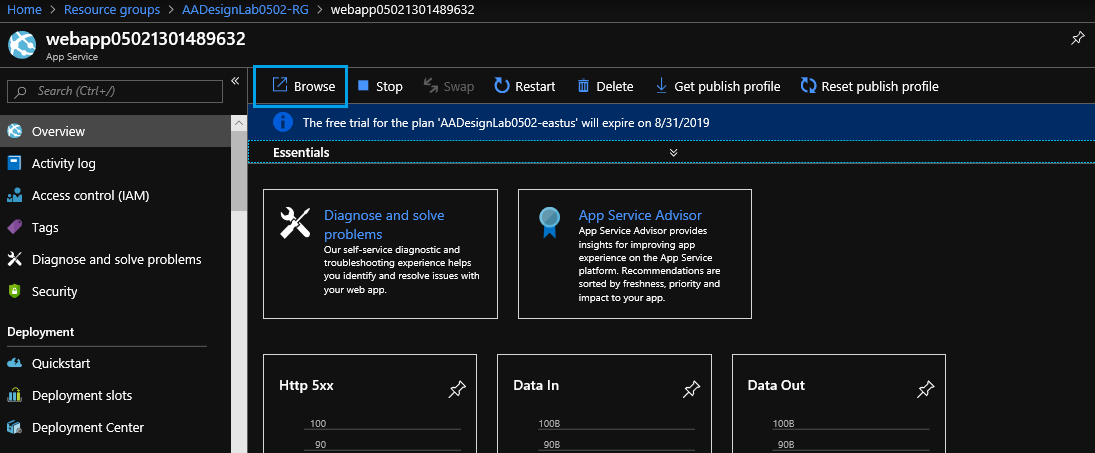 Home > Resource groups > AADesignLab0502-RG > webapp05021301489632
webapp05021301489632
App Service
Search (Ctrl+/)
Overview
Activity log
Access control (IAM)
Tags
Diagnose and solve problems
Security
Deployment
Quickstart
Deployment slots
Deployment Center
Browse Stop Swap Restart Delete Get publish profile Reset publish profile
The free trial for the plan 'AADesignLab0502-eastus' will expire on 8/31/2019
Essentials
Diagnose and solve
problems
Our self-service diagnostic and
troubleshooting experience helps
you identify and resolve issues with
your web app.
App Service Advisor
App Service Advisor provides
insights for improving app
experience on the App Service
platform. Recommendations are
sorted by freshness, priority and
impact to your app.
Http 5xx
100
90
Data In
100B
90B
Data Out
100B
90B